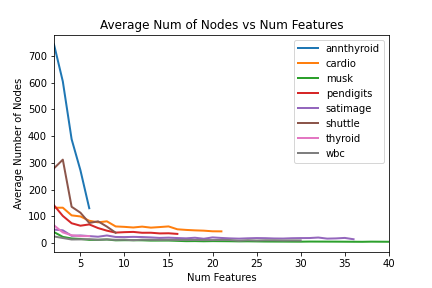 Average Num of Nodes vs Num Features
annthyroid
cardio
musk
pendigits
satimage
shuttle
thyroid
wbc
Average Number of Nodes
700
600
500
400
300
200
100
0
5 10 15 20 25 30 35 40
Num Features